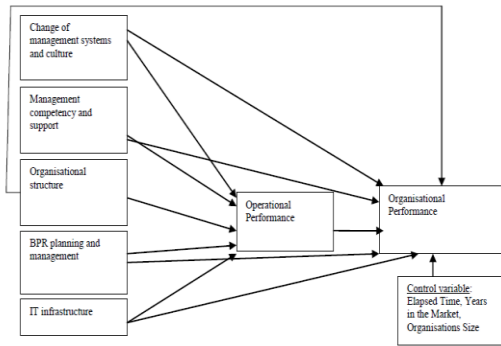 Change of
management systems
and culture
Management
competency and
support
Organisational
structure
BPR planning and
management
IT infrastructure
Operational
Performance
Organisational
Performance
Control variable:
Elapsed Time, Years
in the Market,
Organisations Size